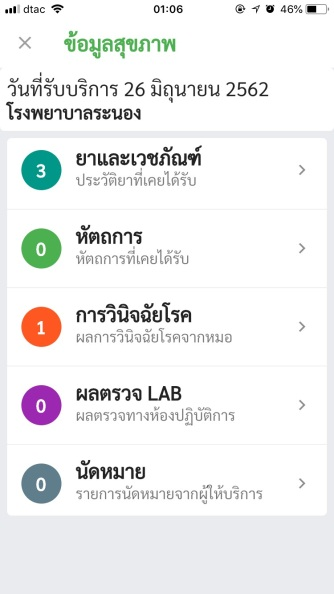 dtac 01:06 46%
ข้อมูลสุขภาพ
วันที่รับบริการ 26 มิถุนายน 2562
โรงพยาบาลระนอง
3 ยาและเวชภัณฑ์
ประวัติยาที่เคยได้รับ
0 หัตถการ
หัตถการที่เคยได้รับ
1 การวินิจฉัยโรค
ผลการวินิจฉัยโรคจากหมอ
0 ผลตรวจ LAB
ผลตรวจทางห้องปฏิบัติการ
0 นัดหมาย
รายการนัดหมายจากผู้ให้บริการ